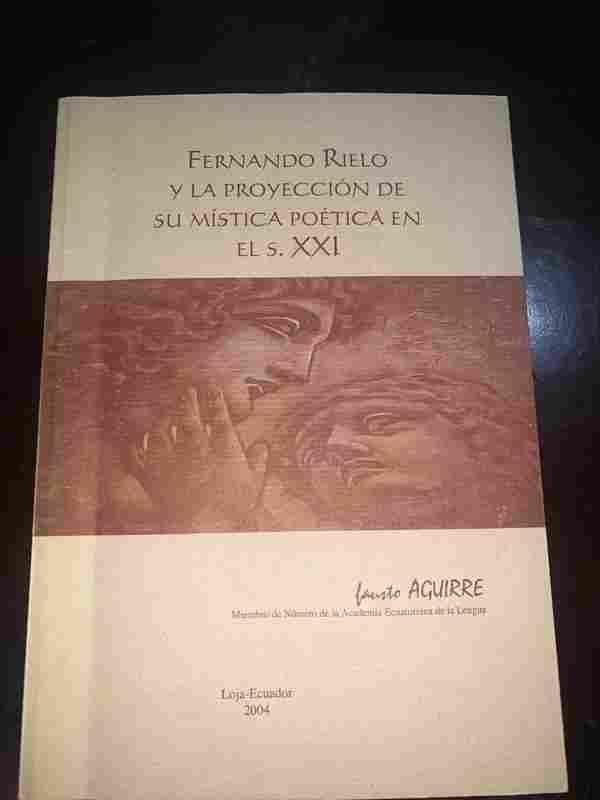 FERNANDO RIELO
Y LA PROYECCIÓN DE
SU MÍSTICA POÉTICA EN
EL S. XXI
fausto AGUIRRE
Miembro de Número de la Academia Ecuatoriana de la Lengua
Loja-Ecuador
2004